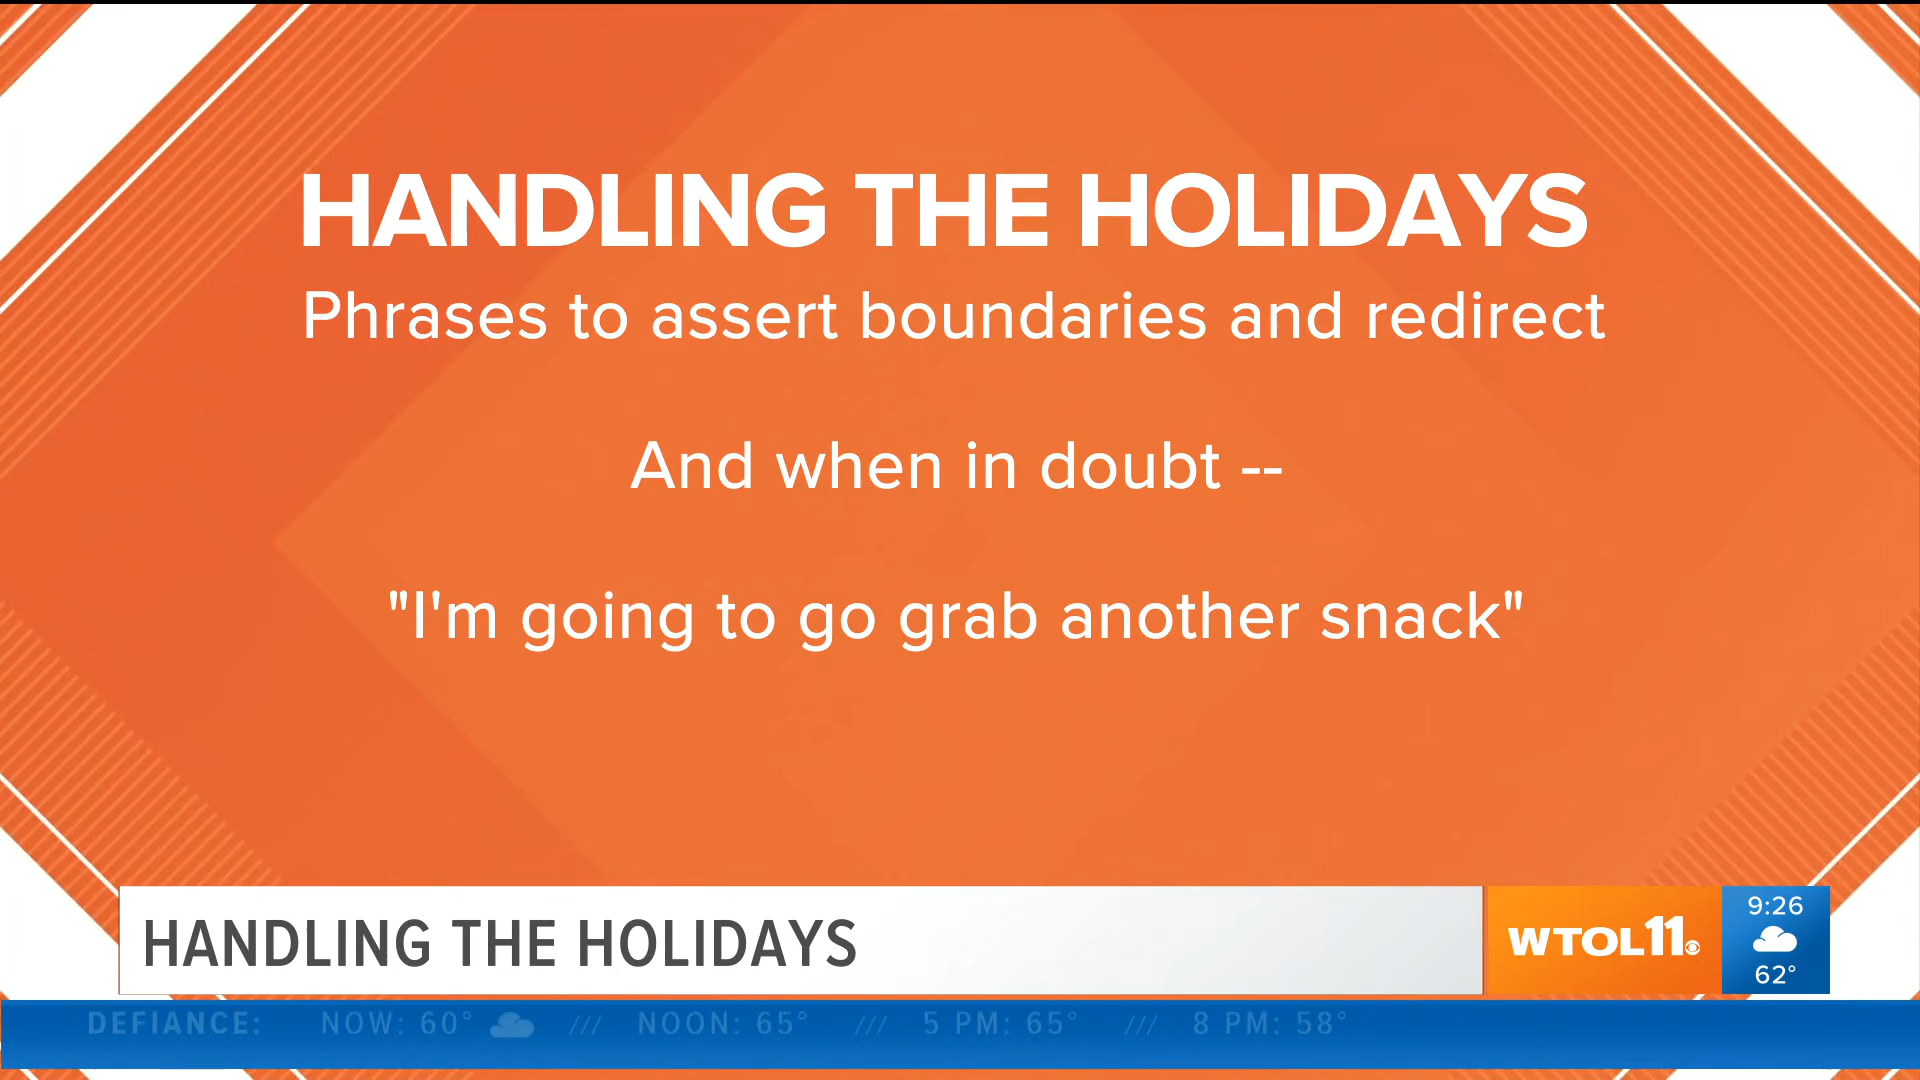 HANDLING THE HOLIDAYS
Phrases to assert boundaries and redirect
And when in doubt --
"I'm going to go grab another snack"
HANDLING THE HOLIDAYS
WTOL11
9:26
62°
DEFIANCE: NOW: 60° /// NOON: 65° /// 5 PM: 65° /// 8 PM: 58°